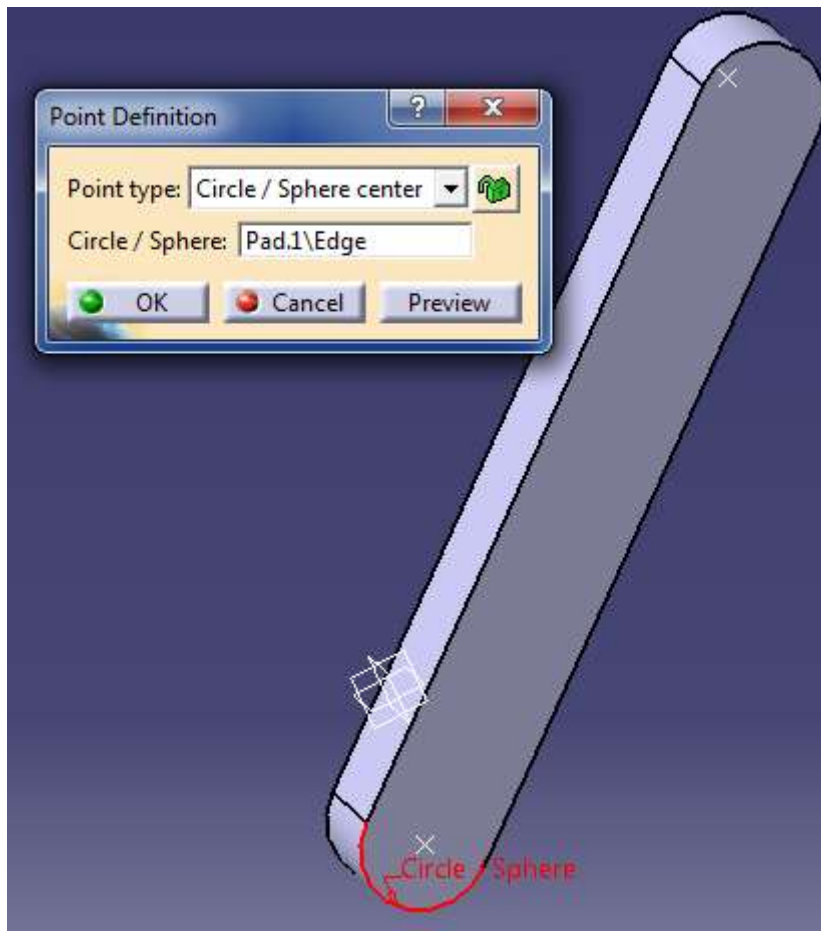 Point Definition
?
Point type: Circle / Sphere center
Circle / Sphere: Pad.1\Edge
OK Cancel Preview
Circle / Sphere